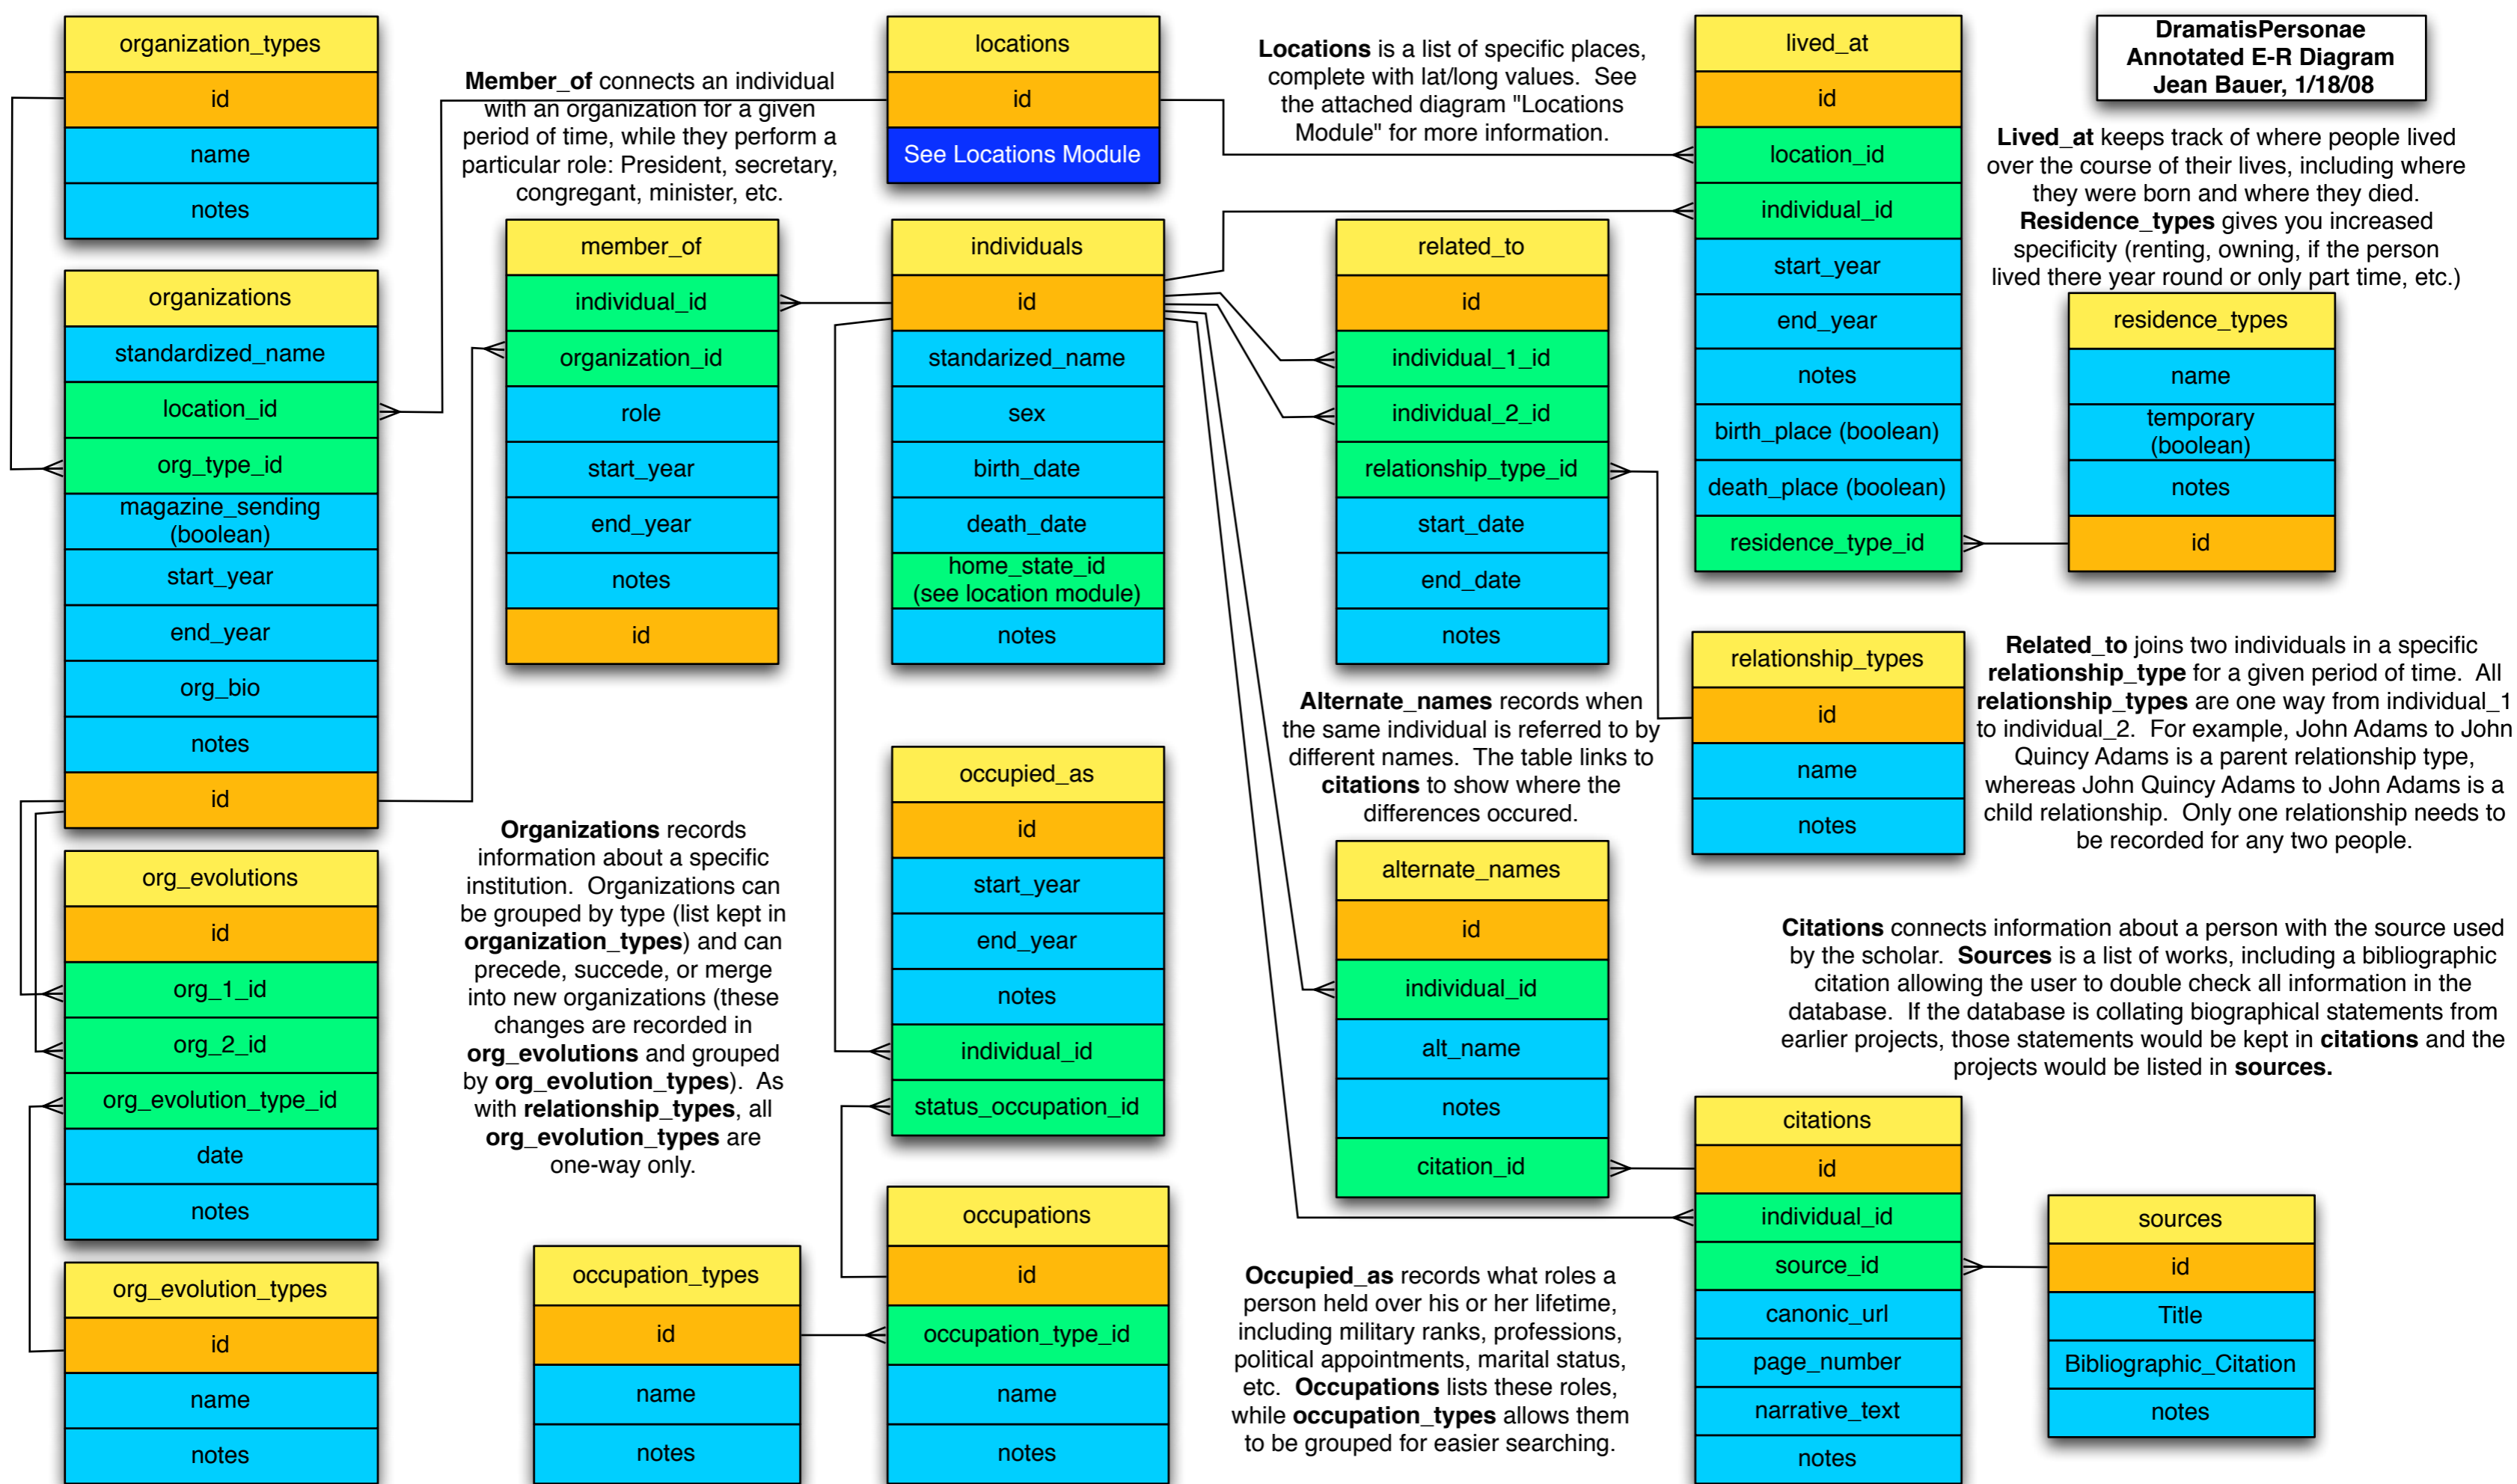 organization_types
id
name
notes
organizations
standardized_name
location_id
org_type_id
magazine_sending
(boolean)
start_year
end_year
org_bio
notes
id
org_evolutions
id
org_1_id
org_2_id
org_evolution_type_id
date
notes
org_evolution_types
id
name
notes
Member_of connects an individual
with an organization for a given
period of time, while they perform a
particular role: President, secretary,
congregant, minister, etc.
member_of
individual_id
organization_id
role
start_year
end_year
notes
id
Organizations records
information about a specific
institution. Organizations can
be grouped by type (list kept in
organization_types) and can
precede, succede, or merge
into new organizations (these
changes are recorded in
org_evolutions and grouped
by org_evolution_types). As
with relationship_types, all
org_evolution_types are
one-way only.
occupation_types
id
name
notes
locations
id
See Locations Module
individuals
id
standarized_name
sex
birth_date
death_date
home_state_id
(see location module)
notes
occupied_as
id
start_year
end_year
notes
individual_id
status_occupation_id
occupations
id
occupation_type_id
name
notes
Locations is a list of specific places,
complete with lat/long values. See
the attached diagram "Locations
Module" for more information.
related_to
id
individual_1_id
individual_2_id
relationship_type_id
start_date
end_date
notes
Alternate_names records when
the same individual is referred to by
different names. The table links to
citations to show where the
differences occured.
alternate_names
id
individual_id
alt_name
notes
citation_id
Occupied_as records what roles a
person held over his or her lifetime,
including military ranks, professions,
political appointments, marital status,
etc. Occupations lists these roles,
while occupation_types allows them
to be grouped for easier searching.
lived_at
id
location_id
individual_id
start_year
end_year
notes
birth_place (boolean)
death_place (boolean)
residence_type_id
DramatisPersonae
Annotated E-R Diagram
Jean Bauer, 1/18/08
Lived_at keeps track of where people lived
over the course of their lives, including where
they were born and where they died.
Residence_types gives you increased
specificity (renting, owning, if the person
lived there year round or only part time, etc.)
residence_types
name
temporary
(boolean)
notes
id
relationship_types
id
name
notes
Related_to joins two individuals in a specific
relationship_type for a given period of time. All
relationship_types are one way from individual_1
to individual_2. For example, John Adams to John
Quincy Adams is a parent relationship type,
whereas John Quincy Adams to John Adams is a
child relationship. Only one relationship needs to
be recorded for any two people.
Citations connects information about a person with the source used
by the scholar. Sources is a list of works, including a bibliographic
citation allowing the user to double check all information in the
database. If the database is collating biographical statements from
earlier projects, those statements would be kept in citations and the
projects would be listed in sources.
citations
id
individual_id
source_id
canonic_url
page_number
narrative_text
notes
sources
id
Title
Bibliographic_Citation
notes